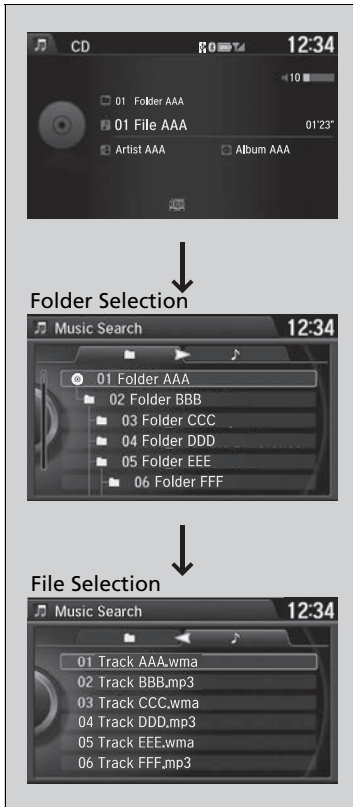 CD 12:34
10
01 Folder AAA
01 File AAA 01'23"
Artist AAA Album AAA
Folder Selection
Music Search 12:34
01 Folder AAA
02 Folder BBB
03 Folder CCC
04 Folder DDD
05 Folder EEE
06 Folder FFF
File Selection
Music Search 12:34
01 Track AAA.wma
02 Track BBB.mp3
03 Track CCC.wma
04 Track DDD.mp3
05 Track EEE.wma
06 Track FFF.mp3